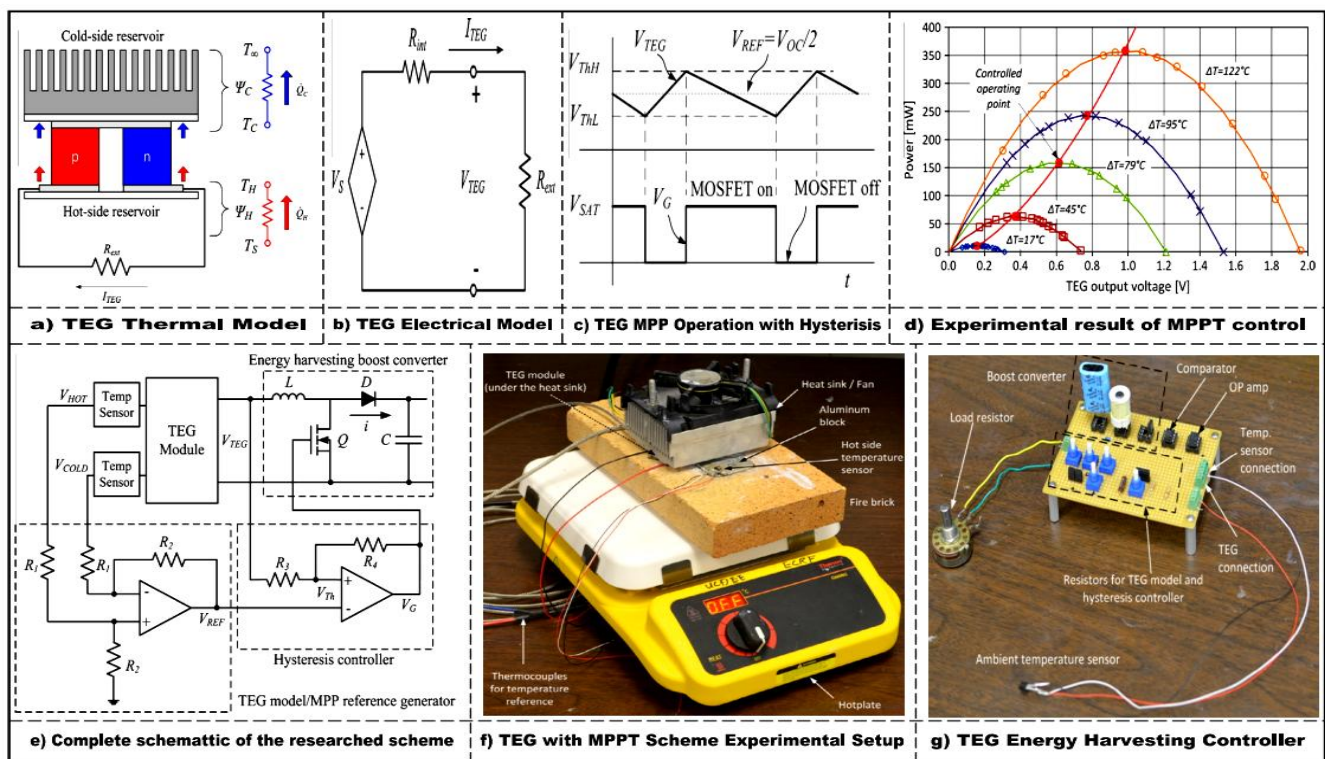 Cold-side reservoir
T∞
ΨC
Q̇C
TC
p
n
TH
ΨH
Q̇H
TS
Hot-side reservoir
Rext
ITEG
a) TEG Thermal Model
Rint
ITEG
+
+
-
VS
VTEG
Rext
-
b) TEG Electrical Model
VTEG
VREF=VOC/2
VThH
VThL
MOSFET on
MOSFET off
VG
VSAT
t
c) TEG MPP Operation with Hysterisis
400
350
300
250
200
150
100
50
0
Power [mW]
Controlled
operating
point
ΔT=122°C
ΔT=95°C
ΔT=79°C
ΔT=45°C
ΔT=17°C
0.0 0.2 0.4 0.6 0.8 1.0 1.2 1.4 1.6 1.8 2.0
TEG output voltage [V]
d) Experimental result of MPPT control
Energy harvesting boost converter
L
D
i
Q
C
VHOT
Temp
Sensor
TEG
Module
VTEG
VCOLD
Temp
Sensor
R1
R1
R2
R3
R4
+
-
VTh
VG
-
+
VREF
R2
Hysteresis controller
TEG model/MPP reference generator
e) Complete schemattic of the researched scheme
TEG module
(under the heat sink)
Heat sink / Fan
Aluminum
block
Hot side
temperature
sensor
Fire brick
OFF
Thermocouples
for temperature
reference
Hotplate
f) TEG with MPPT Scheme Experimental Setup
Boost converter
Comparator
OP amp
Load resistor
Temp.
sensor
connection
TEG
connection
Resistors for TEG model and
hysteresis controller
Ambient temperature sensor
g) TEG Energy Harvesting Controller